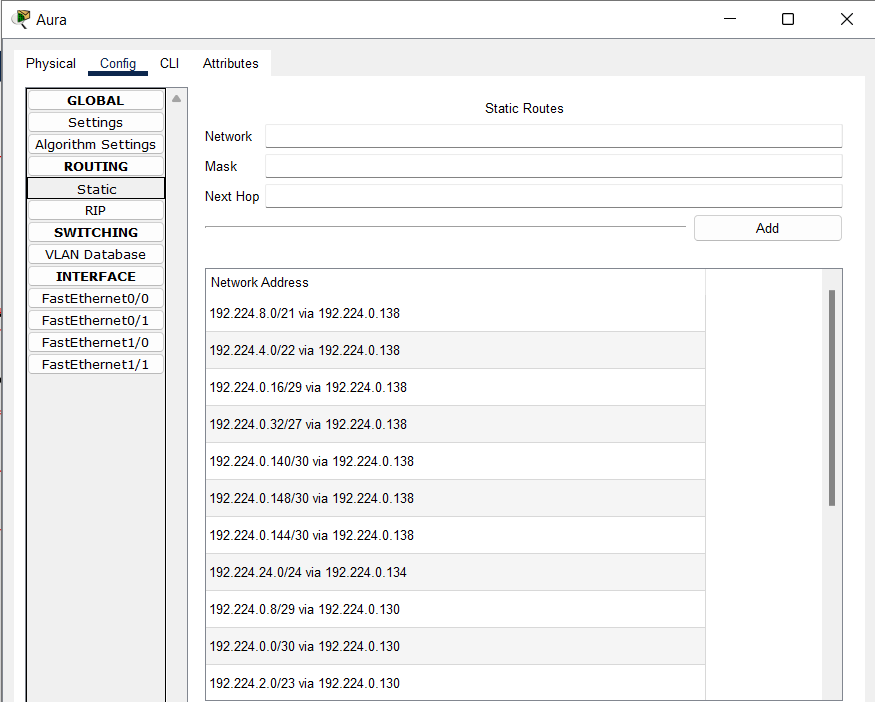 Aura
Physical Config CLI Attributes
GLOBAL
Settings
Algorithm Settings
ROUTING
Static
RIP
SWITCHING
VLAN Database
INTERFACE
FastEthernet0/0
FastEthernet0/1
FastEthernet1/0
FastEthernet1/1
Static Routes
Network
Mask
Next Hop
Add
Network Address
192.224.8.0/21 via 192.224.0.138
192.224.4.0/22 via 192.224.0.138
192.224.0.16/29 via 192.224.0.138
192.224.0.32/27 via 192.224.0.138
192.224.0.140/30 via 192.224.0.138
192.224.0.148/30 via 192.224.0.138
192.224.0.144/30 via 192.224.0.138
192.224.24.0/24 via 192.224.0.134
192.224.0.8/29 via 192.224.0.130
192.224.0.0/30 via 192.224.0.130
192.224.2.0/23 via 192.224.0.130